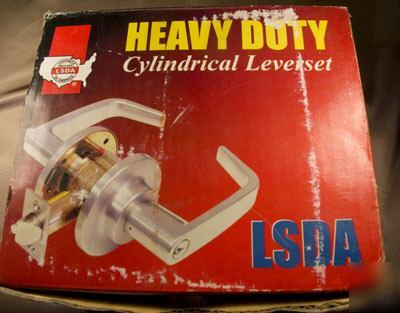 HEAVY DUTY
Cylindrical Leverset
LSDA
®
LSDA